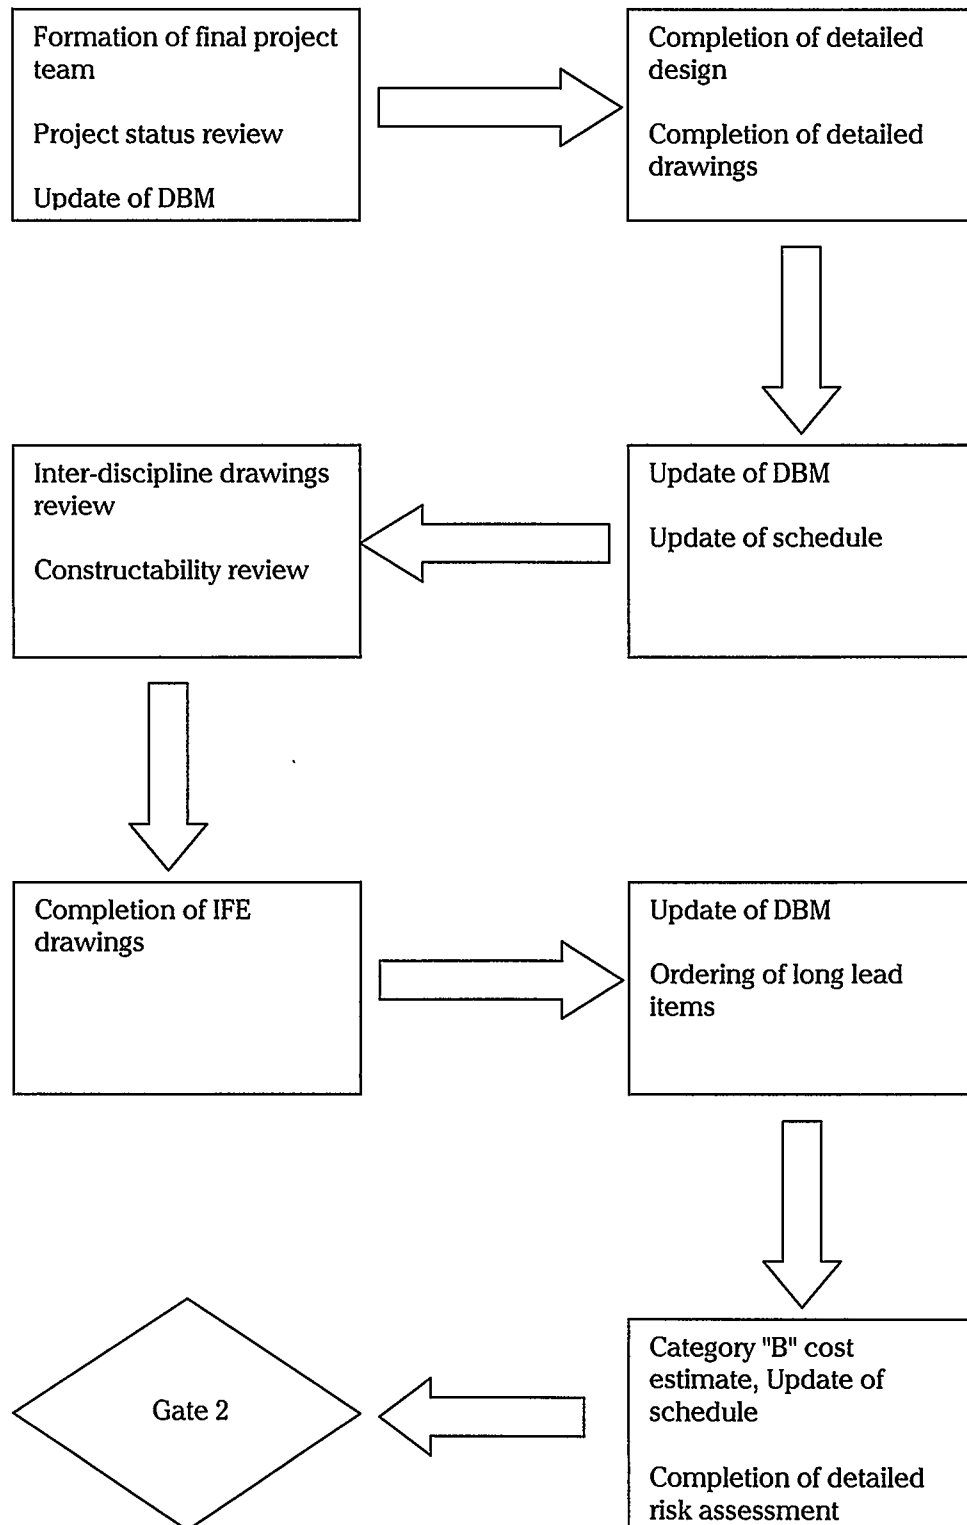 Formation of final project
team
Project status review
Update of DBM
Completion of detailed
design
Completion of detailed
drawings
Update of DBM
Update of schedule
Inter-discipline drawings
review
Constructability review
Completion of IFE
drawings
Update of DBM
Ordering of long lead
items
Category "B" cost
estimate, Update of
schedule
Completion of detailed
risk assessment
Gate 2